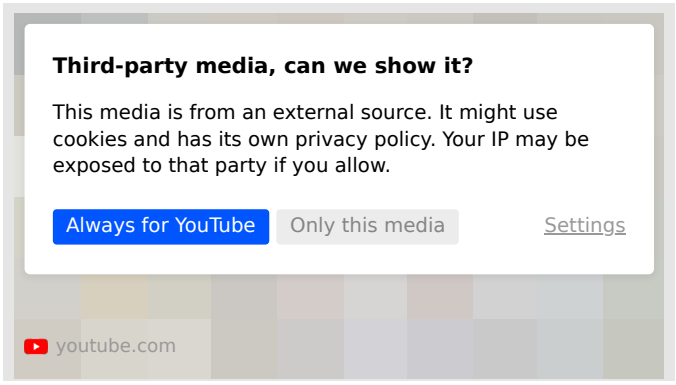 Third-party media, can we show it?
This media is from an external source. It might use
cookies and has its own privacy policy. Your IP may be
exposed to that party if you allow.
Always for YouTube Only this media Settings
youtube.com